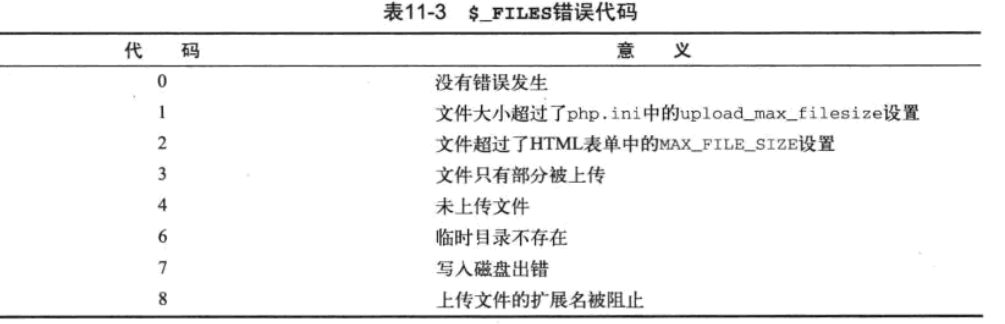 表11-3 $_FILES错误代码
代 码 意 义
0 没有错误发生
1 文件大小超过了php.ini中的upload_max_filesize设置
2 文件超过了HTML表单中的MAX_FILE_SIZE设置
3 文件只有部分被上传
4 未上传文件
6 临时目录不存在
7 写入磁盘出错
8 上传文件的扩展名被阻止